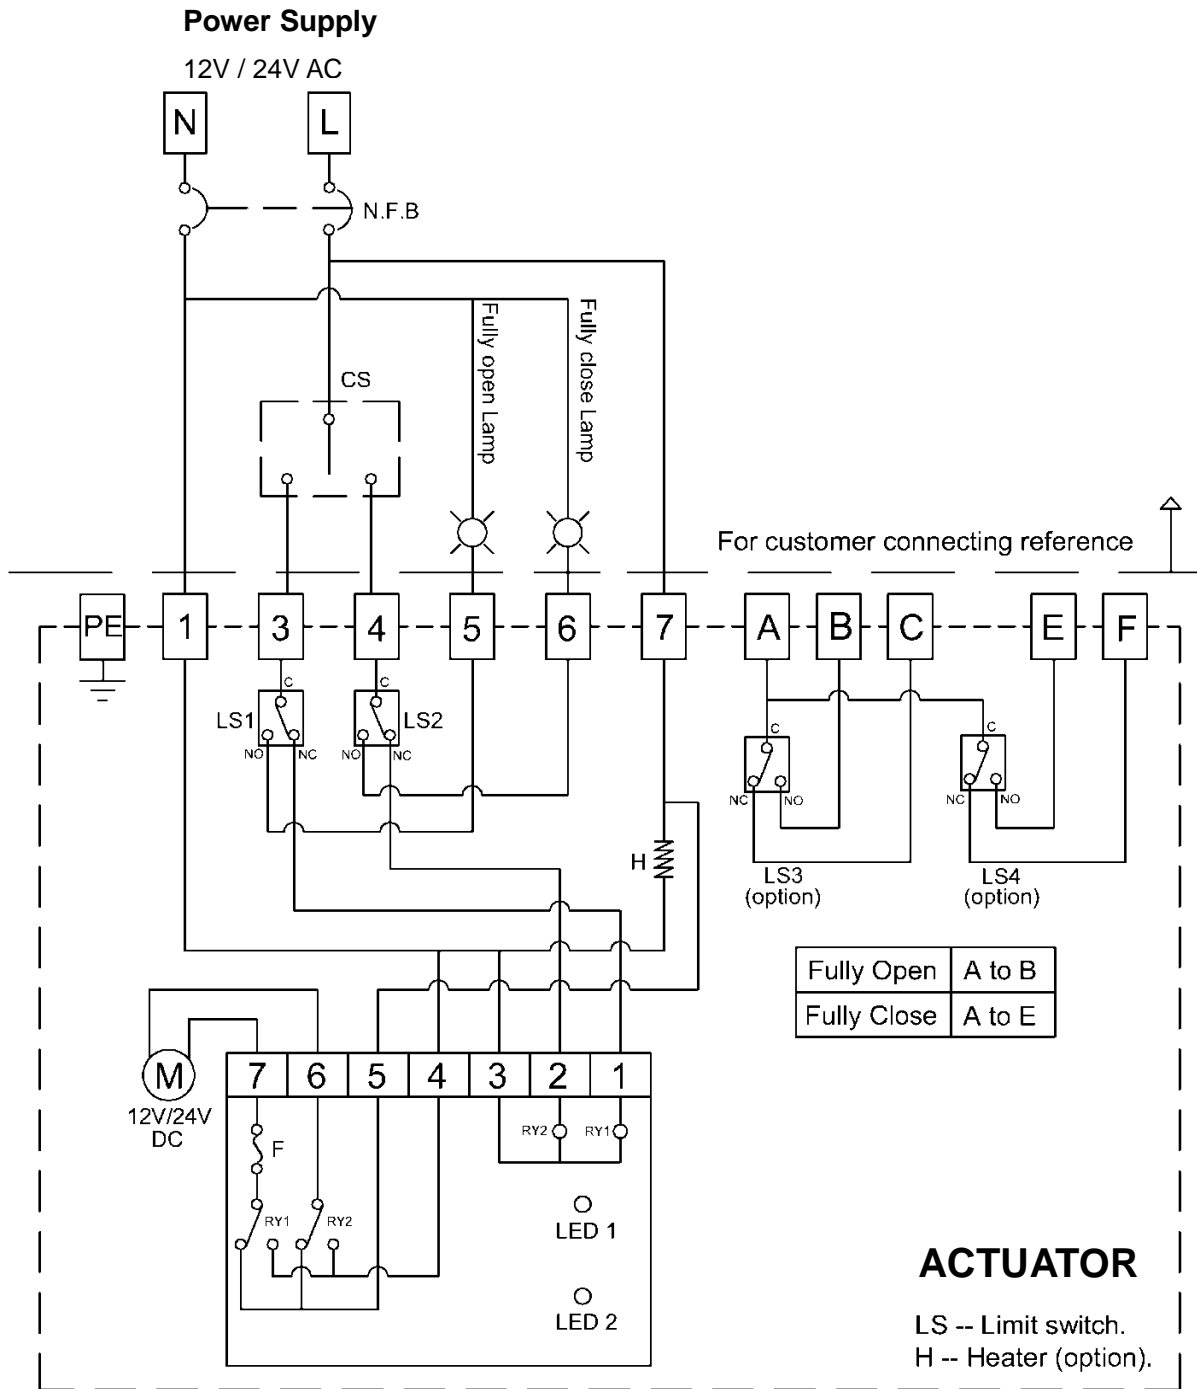 Power Supply
12V / 24V AC
N L
N.F.B
Fully open Lamp
Fully close Lamp
CS
For customer connecting reference
PE 1 3 4 5 6 7 A B C E F
C C
LS1 LS2
NO NC NO NC
C C
NC NO NC NO
H
LS3
(option)
LS4
(option)
Fully Open A to B
Fully Close A to E
M
12V/24V
DC
7 6 5 4 3 2 1
RY2 RY1
F
RY1 RY2
LED 1
LED 2
ACTUATOR
LS -- Limit switch.
H -- Heater (option).